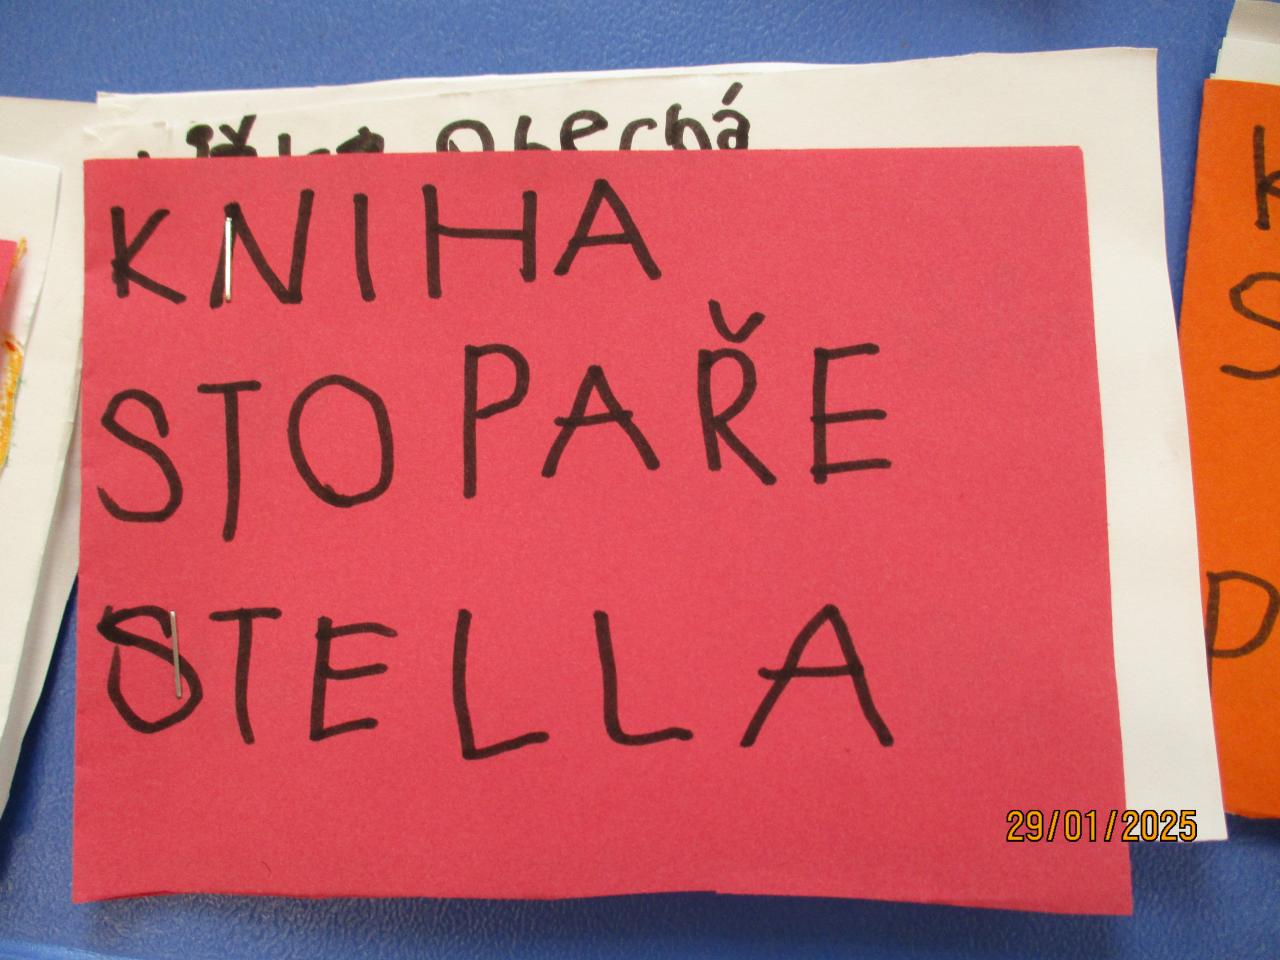 KNIHA
STOPAŘE
STELLA
29/01/2025